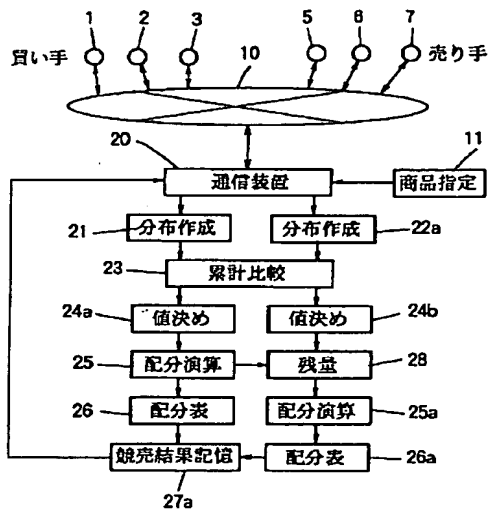 1 2 3 5 6 7
買い手 売り手
10
20 11
通信装置 商品指定
21 分布作成 分布作成 22a
23 累計比較
24a 値決め 値決め 24b
25 配分演算 残量 28
26 配分表 配分演算 25a
競売結果記憶 配分表 26a
27a